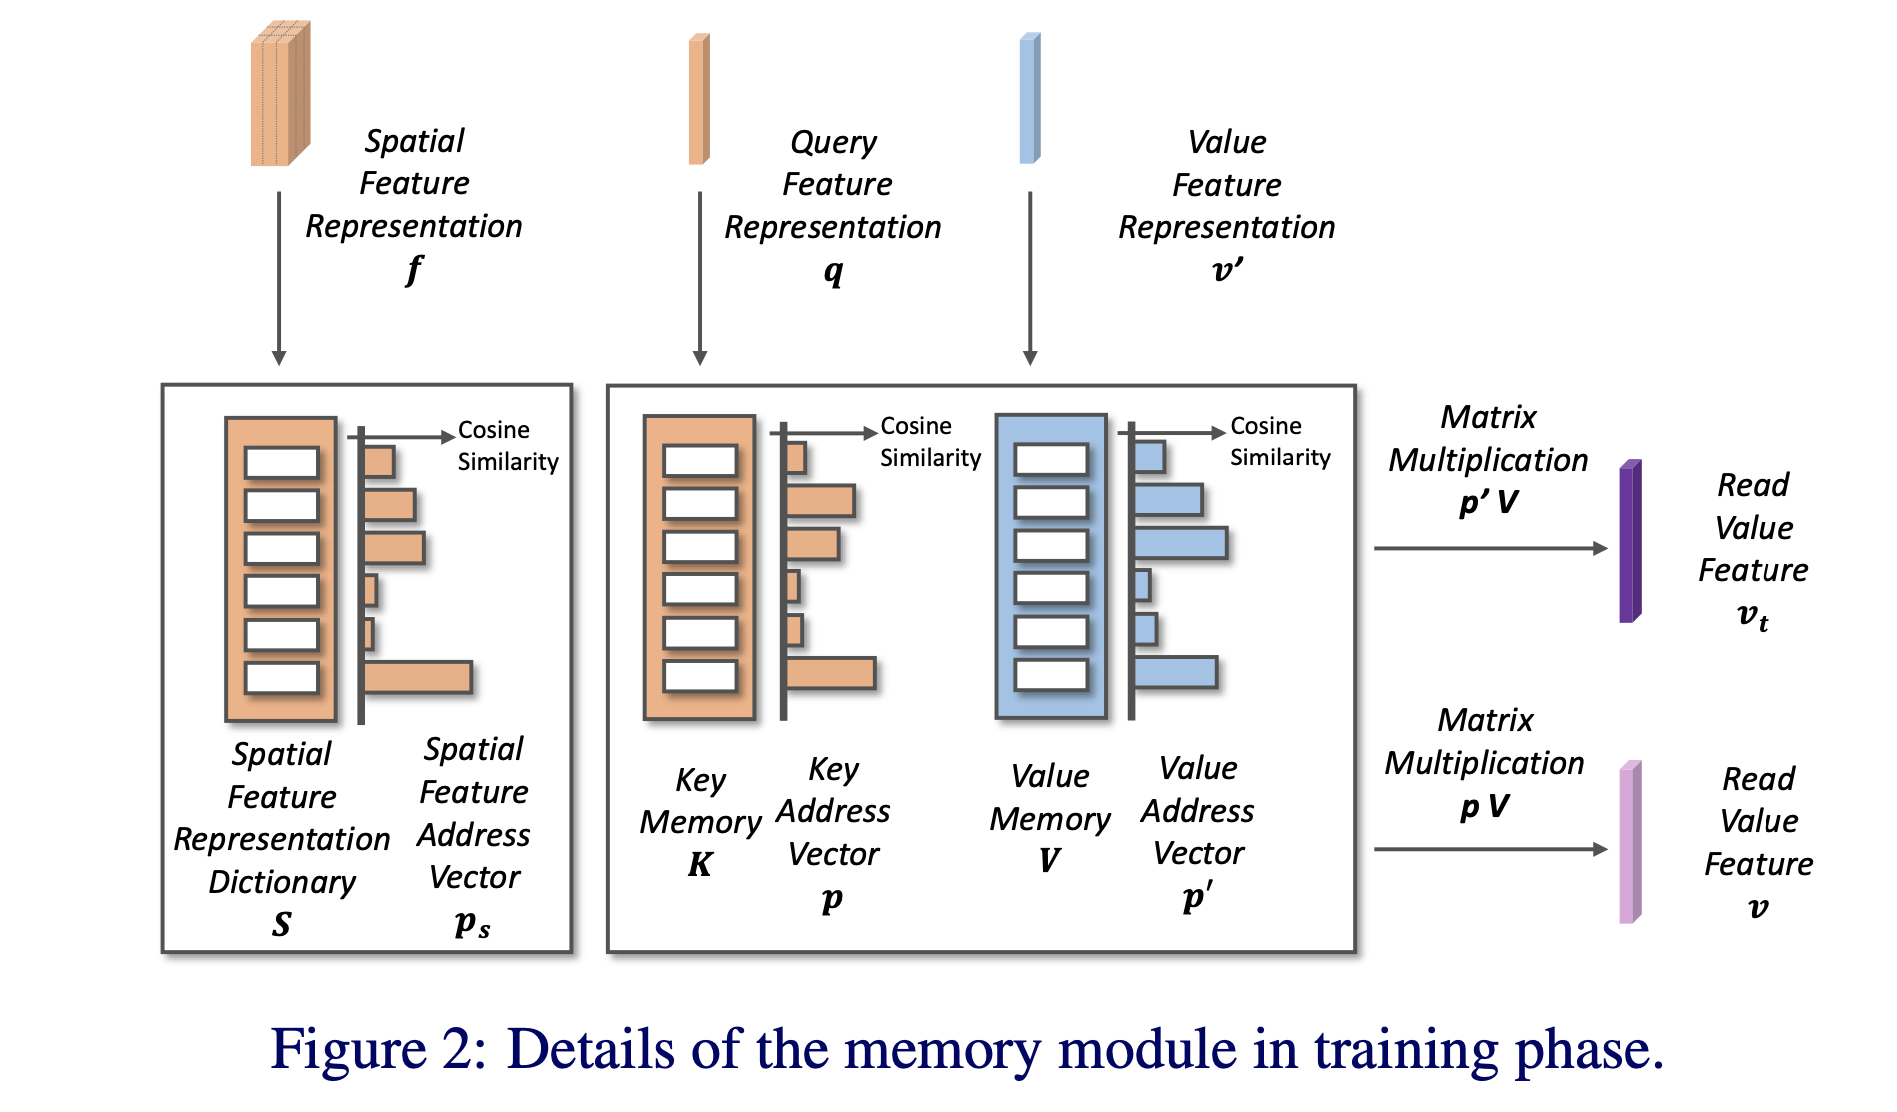 Spatial
Feature
Representation
f
Query
Feature
Representation
q
Value
Feature
Representation
v’
Cosine
Similarity
Spatial
Feature
Representation
Dictionary
S
Spatial
Feature
Address
Vector
p_s
Cosine
Similarity
Key
Memory
K
Key
Address
Vector
p
Cosine
Similarity
Value
Memory
V
Value
Address
Vector
p′
Matrix
Multiplication
p’ V
Read
Value
Feature
v_t
Matrix
Multiplication
p V
Read
Value
Feature
v
Figure 2: Details of the memory module in training phase.